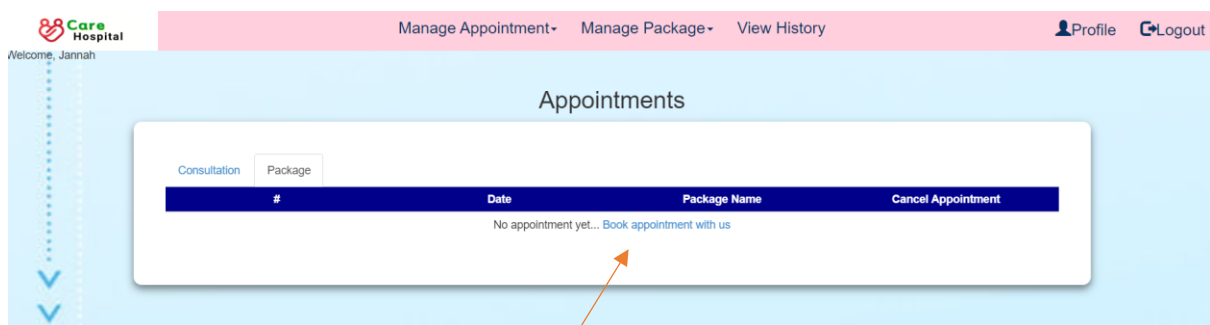 Care
Hospital
Manage Appointment Manage Package View History Profile Logout
Welcome, Jannah
Appointments
Consultation Package
# Date Package Name Cancel Appointment
No appointment yet... Book appointment with us